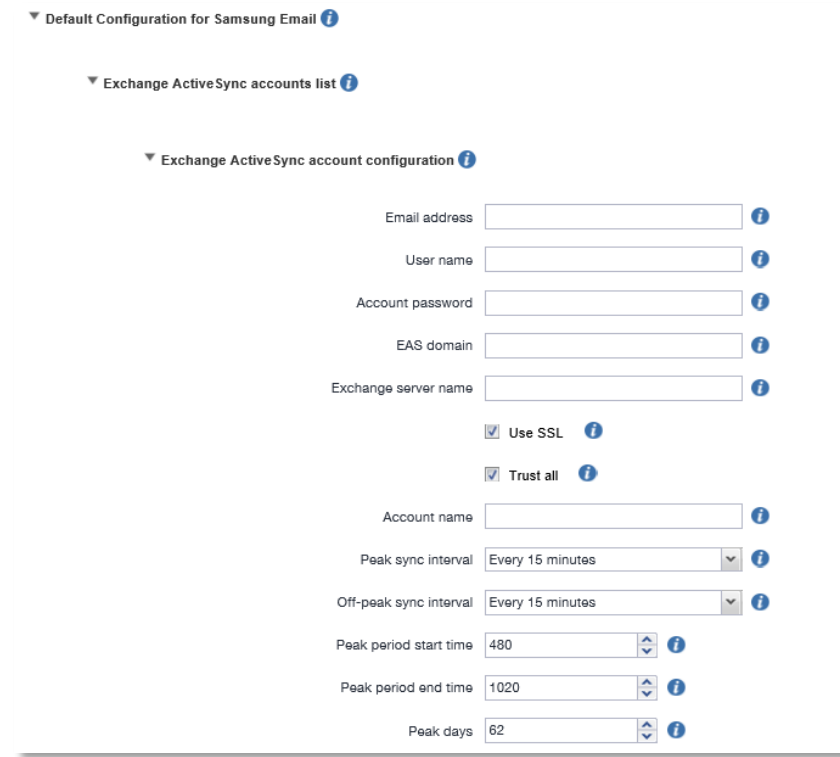 Default Configuration for Samsung Email
Exchange ActiveSync accounts list
Exchange ActiveSync account configuration
Email address
User name
Account password
EAS domain
Exchange server name
Use SSL
Trust all
Account name
Peak sync interval Every 15 minutes
Off-peak sync interval Every 15 minutes
Peak period start time 480
Peak period end time 1020
Peak days 62